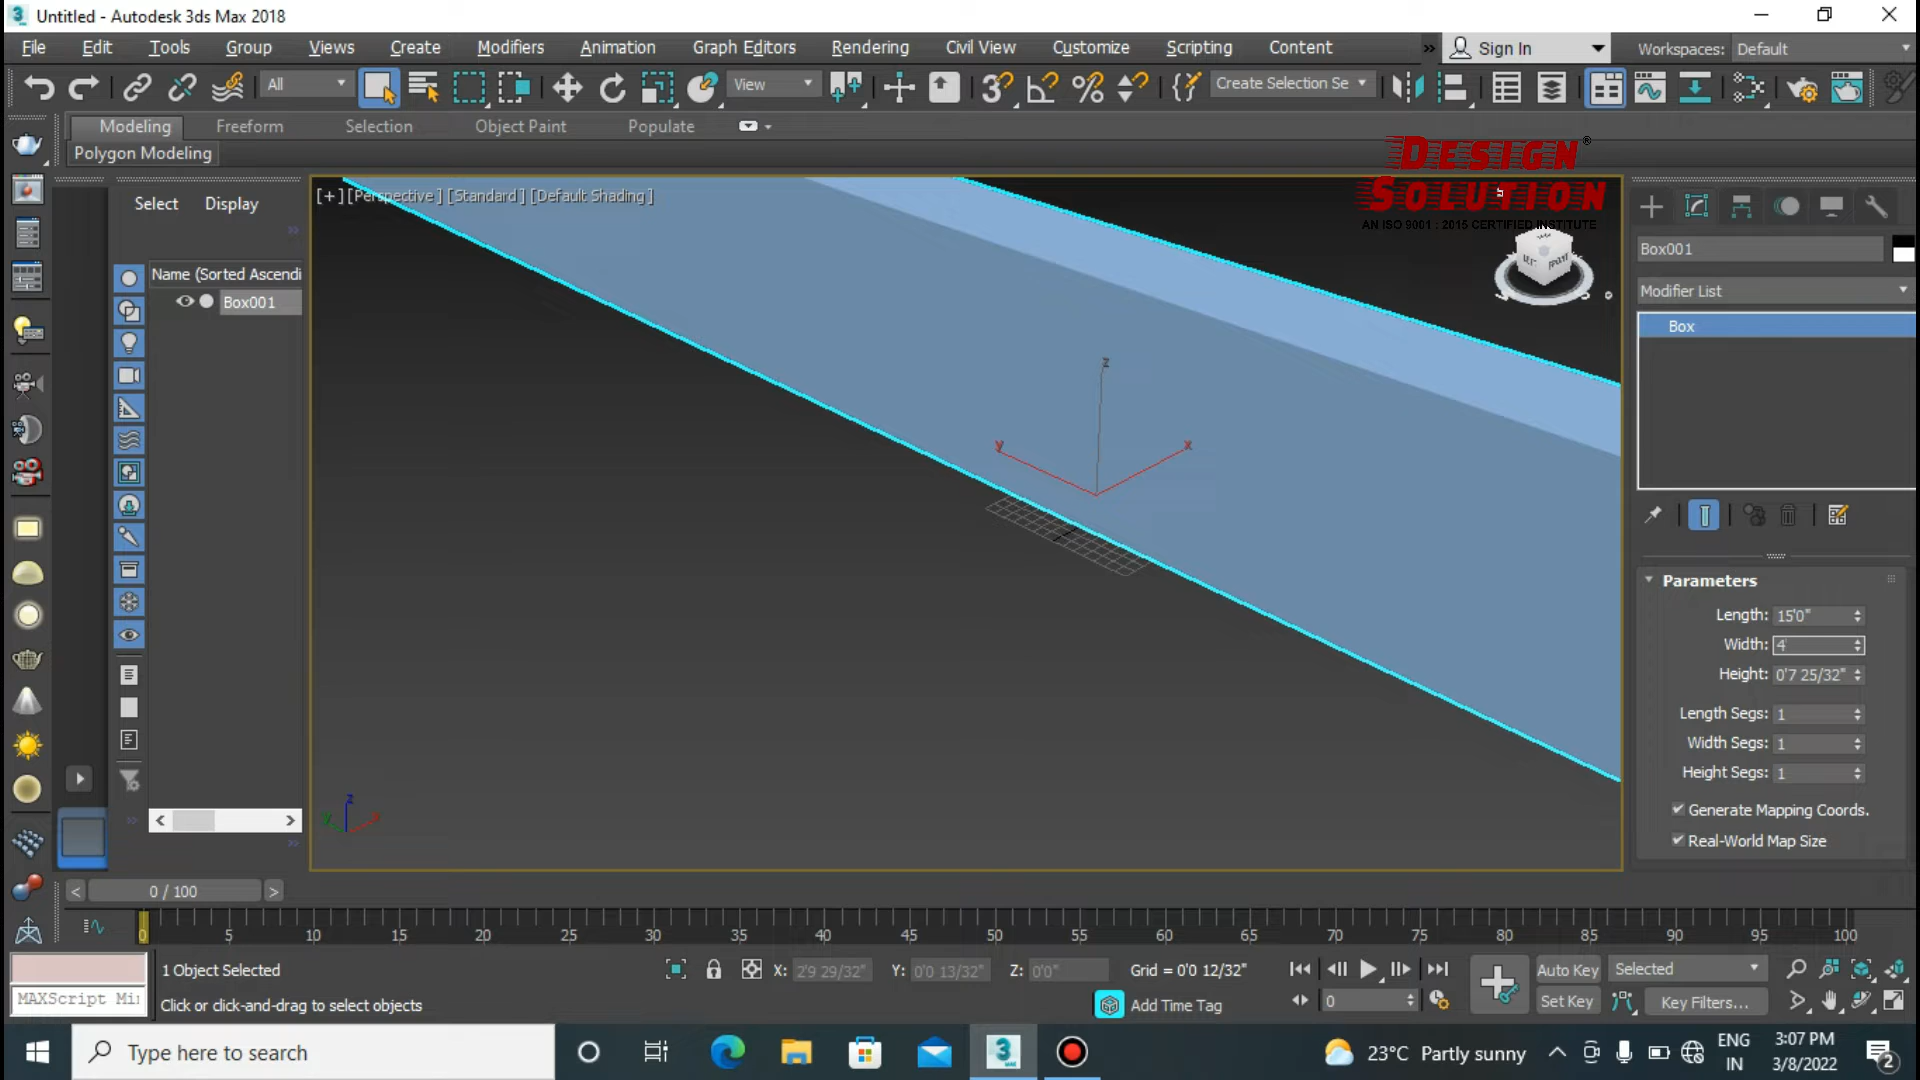 Untitled - Autodesk 3ds Max 2018
File Edit Tools Group Views Create Modifiers Animation Graph Editors Rendering Civil View Customize Scripting Content Sign In Workspaces: Default
All View Create Selection Se
Modeling Freeform Selection Object Paint Populate
Polygon Modeling
DESIGN®
SOLUTION
AN ISO 9001 : 2015 CERTIFIED INSTITUTE
Select Display
[+] [Perspective] [Standard] [Default Shading]
Box001
Name (Sorted Ascendi
Box001
Modifier List
Box
z
y x
Parameters
Length: 15'0"
Width: 4'
Height: 0'7 25/32"
Length Segs: 1
Width Segs: 1
Height Segs: 1
Generate Mapping Coords.
Real-World Map Size
z
y x
0 / 100
0 5 10 15 20 25 30 35 40 45 50 55 60 65 70 75 80 85 90 95 100
1 Object Selected X: 2'9 29/32" Y: 0'0 13/32" Z: 0'0" Grid = 0'0 12/32" Auto Key Selected
MAXScript Mi Click or click-and-drag to select objects Add Time Tag 0 Set Key Key Filters...
Type here to search 23°C Partly sunny ENG 3:07 PM
IN 3/8/2022 2